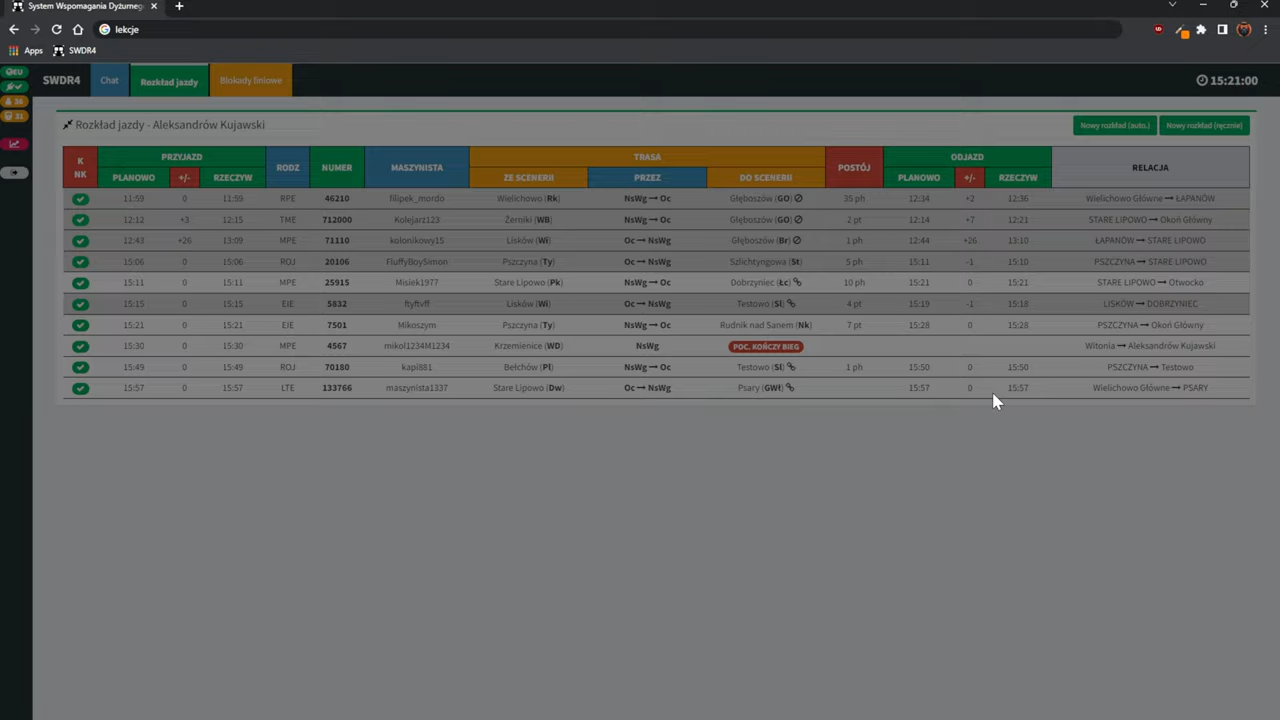 System Wspomagania Dyżurnego
lekcje
Apps SWDR4
EU
36
31
SWDR4 Chat Rozkład jazdy Blokady liniowe 15:21:00
Rozkład jazdy - Aleksandrów Kujawski Nowy rozkład (auto.) Nowy rozkład (ręcznie)
K NK PRZYJAZD RODZ NUMER MASZYNISTA TRASA POSTÓJ ODJAZD RELACJA
PLANOWO +/- RZECZYW ZE SCENERII PRZEZ DO SCENERII PLANOWO +/- RZECZYW
11:59 0 11:59 RPE 46210 filipek_mordo Wielichowo (Rk) NsWg → Oc Głęboszów (GO) 35 ph 12:34 +2 12:36 Wielichowo Główne → ŁAPANÓW
12:12 +3 12:15 TME 712000 Kolejarz123 Żerniki (WB) NsWg → Oc Głęboszów (GO) 2 pt 12:14 +7 12:21 STARE LIPOWO → Okoń Główny
12:43 +26 13:09 MPE 71110 kolonikowy15 Lisków (Wi) Oc → NsWg Głęboszów (Br) 1 ph 12:44 +26 13:10 ŁAPANÓW → STARE LIPOWO
15:06 0 15:06 ROJ 20106 FluffyBoySimon Pszczyna (Ty) Oc → NsWg Szlichtyngowa (St) 5 ph 15:11 -1 15:10 PSZCZYNA → STARE LIPOWO
15:11 0 15:11 MPE 25915 Misiek1977 Stare Lipowo (Pk) NsWg → Oc Dobrzyniec (Łc) 10 ph 15:21 0 15:21 STARE LIPOWO → Otwocko
15:15 0 15:15 EIE 5832 ftyftvff Lisków (Wi) Oc → NsWg Testowo (Sl) 4 pt 15:19 -1 15:18 LISKÓW → DOBRZYNIEC
15:21 0 15:21 EIE 7501 Mikoszym Pszczyna (Ty) NsWg → Oc Rudnik nad Sanem (Nk) 7 pt 15:28 0 15:28 PSZCZYNA → Okoń Główny
15:30 0 15:30 MPE 4567 mikol1234M1234 Krzemienice (WD) NsWg POC. KOŃCZY BIEG Witonia → Aleksandrów Kujawski
15:49 0 15:49 ROJ 70180 kapi881 Bełchów (Pl) NsWg → Oc Testowo (Sl) 1 ph 15:50 0 15:50 PSZCZYNA → Testowo
15:57 0 15:57 LTE 133766 maszynista1337 Stare Lipowo (Dw) Oc → NsWg Psary (GWł) 15:57 0 15:57 Wielichowo Główne → PSARY